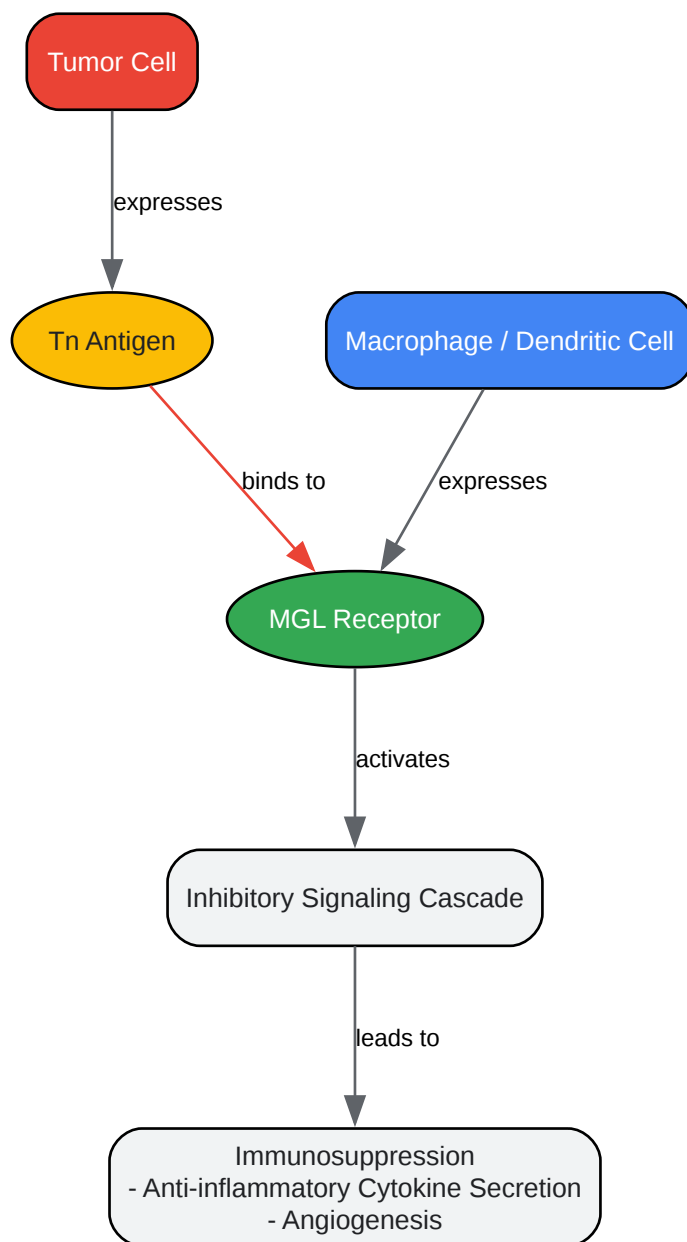 Tumor Cell
expresses
Tn Antigen
Macrophage / Dendritic Cell
binds to
expresses
MGL Receptor
activates
Inhibitory Signaling Cascade
leads to
Immunosuppression
- Anti-inflammatory Cytokine Secretion
- Angiogenesis